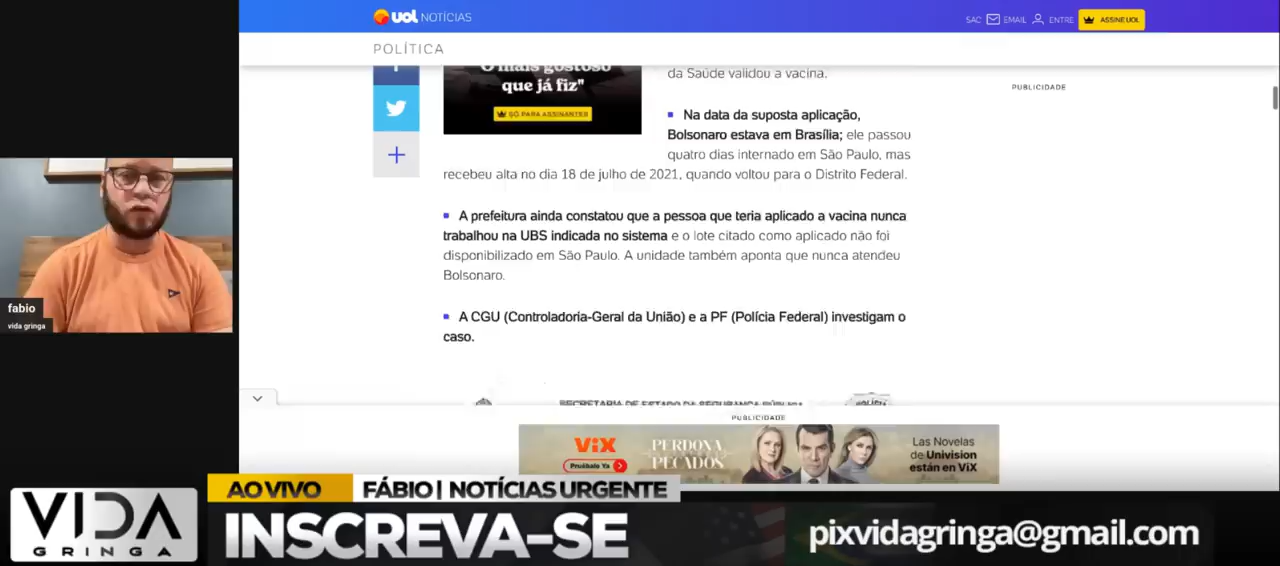 uol NOTÍCIAS
SAC EMAIL ENTRE ASSINE UOL
POLÍTICA
"O mais gostoso
que já fiz"
SÓ PARA ASSINANTES
da Saúde validou a vacina.
PUBLICIDADE
Na data da suposta aplicação,
Bolsonaro estava em Brasília; ele passou
quatro dias internado em São Paulo, mas
recebeu alta no dia 18 de julho de 2021, quando voltou para o Distrito Federal.
A prefeitura ainda constatou que a pessoa que teria aplicado a vacina nunca
trabalhou na UBS indicada no sistema e o lote citado como aplicado não foi
disponibilizado em São Paulo. A unidade também aponta que nunca atendeu
Bolsonaro.
A CGU (Controladoria-Geral da União) e a PF (Polícia Federal) investigam o
caso.
fabio
vida gringa
SECRETARIA DE ESTADO DA SEGURANÇA PÚBLICA
POLÍCIA
PUBLICIDADE
ViX
Pruébalo Ya
PERDONA
PECADOS
Las Novelas
de Univision
están en ViX
VIDA
GRINGA
AO VIVO FÁBIO | NOTÍCIAS URGENTE
INSCREVA-SE
pixvidagringa@gmail.com